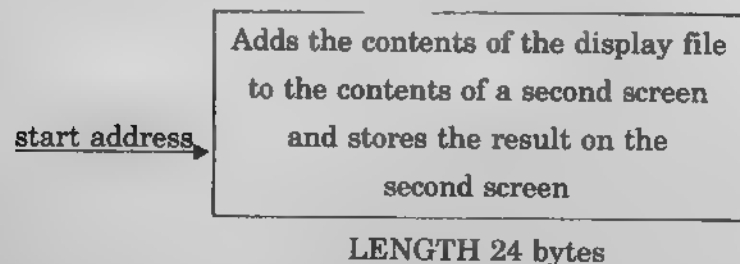 Adds the contents of the display file
to the contents of a second screen
start address and stores the result on the
second screen
LENGTH 24 bytes